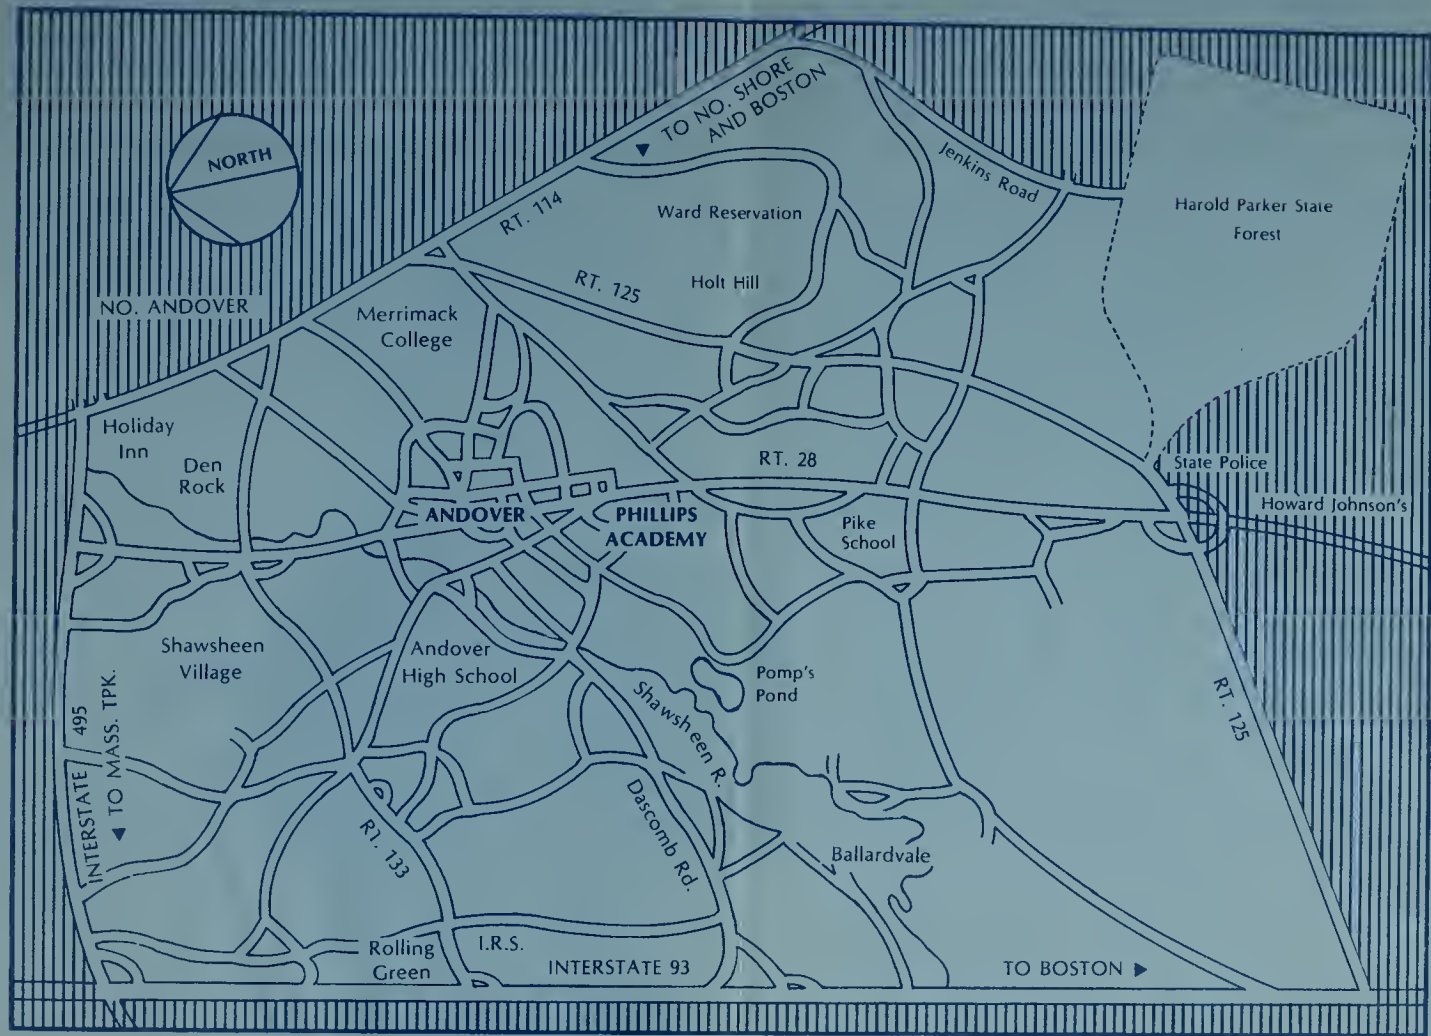 TO NO. SHORE
AND BOSTON
NORTH
Jenkins Road
RT. 114
Ward Reservation
Harold Parker State
Forest
RT. 125
Holt Hill
NO. ANDOVER
Merrimack
College
Holiday
Inn
Den
Rock
RT. 28
State Police
Howard Johnson's
ANDOVER
PHILLIPS
ACADEMY
Pike
School
Shawsheen
Village
Andover
High School
Pomp's
Pond
Shawsheen R.
RT. 125
INTERSTATE 495
TO MASS. TPK.
Rt. 133
Dascomb Rd.
Ballardvale
Rolling
Green
I.R.S.
INTERSTATE 93
TO BOSTON